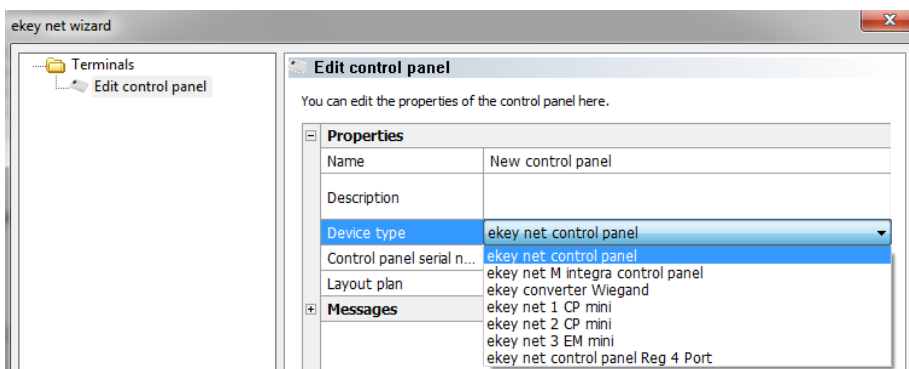 ekey net wizard
Terminals
Edit control panel
Edit control panel
You can edit the properties of the control panel here.
Properties
Name New control panel
Description
Device type ekey net control panel
Control panel serial n... ekey net control panel
ekey net M integra control panel
Layout plan
ekey converter Wiegand
Messages
ekey net 1 CP mini
ekey net 2 CP mini
ekey net 3 EM mini
ekey net control panel Reg 4 Port